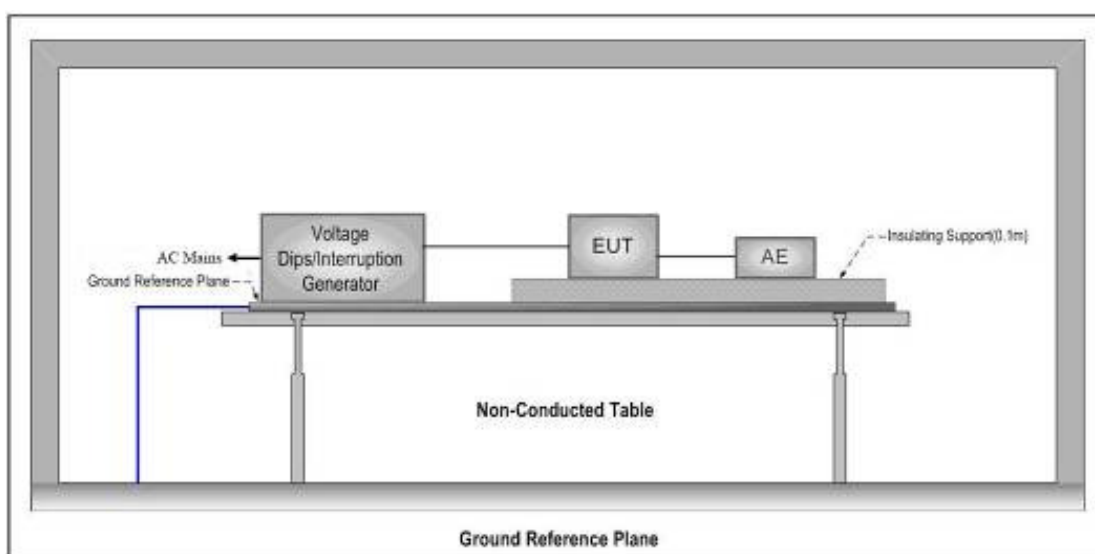 Voltage
Dips/Interruption
Generator
EUT
AE
Insulating Support(0.1m)
AC Mains
Ground Reference Plane
Non-Conducted Table
Ground Reference Plane